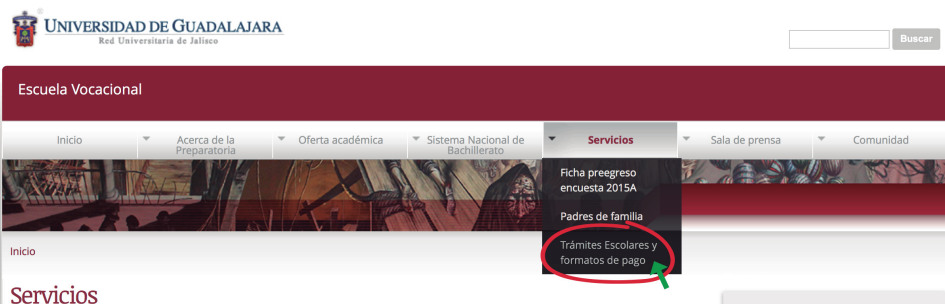 UNIVERSIDAD DE GUADALAJARA
Red Universitaria de Jalisco
Buscar
Escuela Vocacional
Inicio
Acerca de la
Preparatoria
Oferta académica
Sistema Nacional de
Bachillerato
Servicios
Sala de prensa
Comunidad
Ficha preegreso
encuesta 2015A
Padres de familia
Trámites Escolares y
formatos de pago
Inicio
Servicios